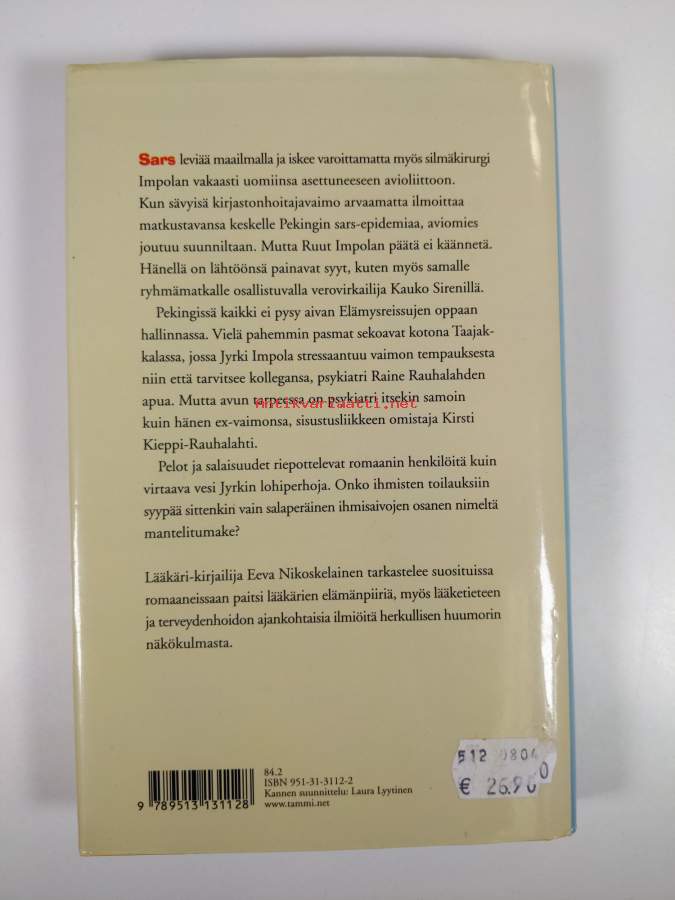 Sars leviää maailmalla ja iskee varoittamatta myös silmäkirurgi
Impolan vakaasti uomiinsa asettuneeseen avioliittoon.
Kun sävyisä kirjastonhoitajavaimo arvaamatta ilmoittaa
matkustavansa keskelle Pekingin sars-epidemiaa, aviomies
joutuu suunniltaan. Mutta Ruut Impolan päätä ei käännetä.
Hänellä on lähtöönsä painavat syyt, kuten myös samalle
ryhmämatkalle osallistuvalla verovirkailija Kauko Sirenillä.
Pekingissä kaikki ei pysy aivan Elämysreissujen oppaan
hallinnassa. Vielä pahemmin pasmat sekoavat kotona Taajak-
kalassa, jossa Jyrki Impola stressaantuu vaimon tempauksesta
niin että tarvitsee kollegansa, psykiatri Raine Rauhalahden
apua. Mutta avun tarpeessa on psykiatri itsekin samoin
Antikvariaatti.net
kuin hänen ex-vaimonsa, sisustusliikkeen omistaja Kirsti
Kieppi-Rauhalahti.
Pelot ja salaisuudet riepottelevat romaanin henkilöitä kuin
virtaava vesi Jyrkin lohiperhoja. Onko ihmisten toilauksiin
syypää sittenkin vain salaperäinen ihmisaivojen osanen nimeltä
mantelitumake?
Lääkäri-kirjailija Eeva Nikoskelainen tarkastelee suosituissa
romaaneissaan paitsi lääkärien elämänpiiriä, myös lääketieteen
ja terveydenhoidon ajankohtaisia ilmiöitä herkullisen huumorin
näkökulmasta.
84.2
ISBN 951-31-3112-2
Kannen suunnittelu: Laura Lyytinen
www.tammi.net
9 789513 131128
512 0804
€ 26.90